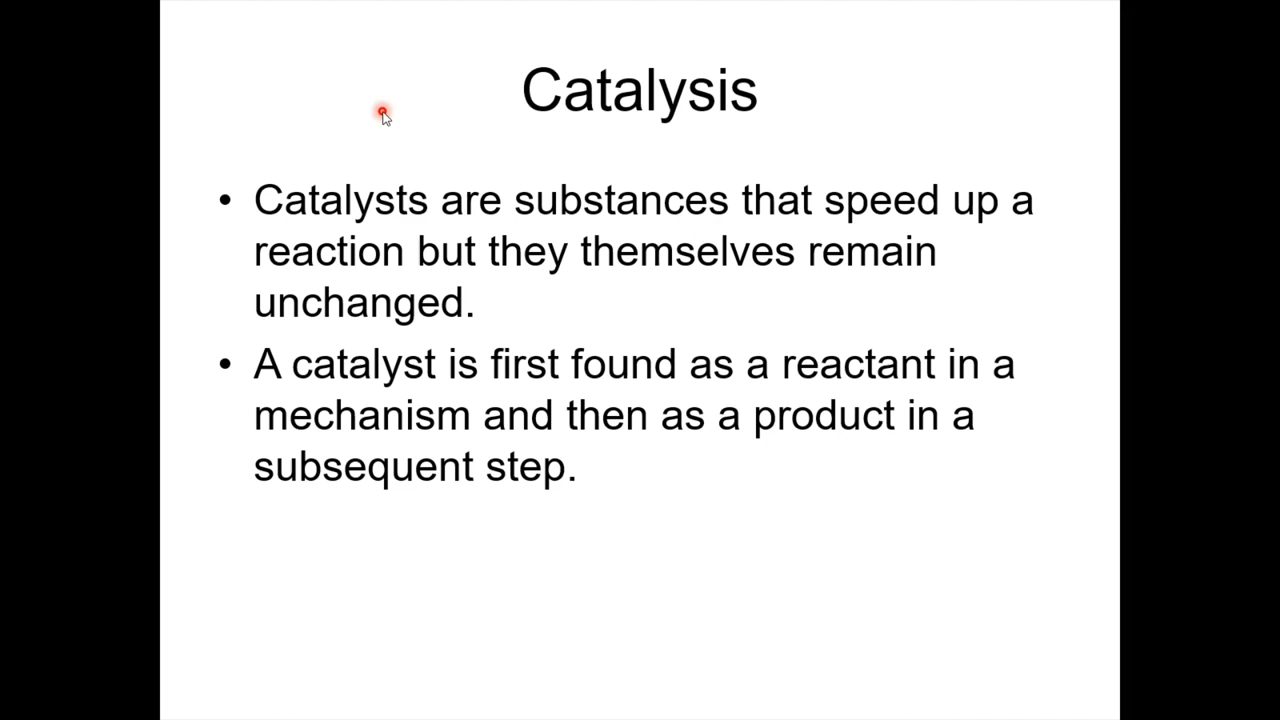 Catalysis
• Catalysts are substances that speed up a
reaction but they themselves remain
unchanged.
• A catalyst is first found as a reactant in a
mechanism and then as a product in a
subsequent step.